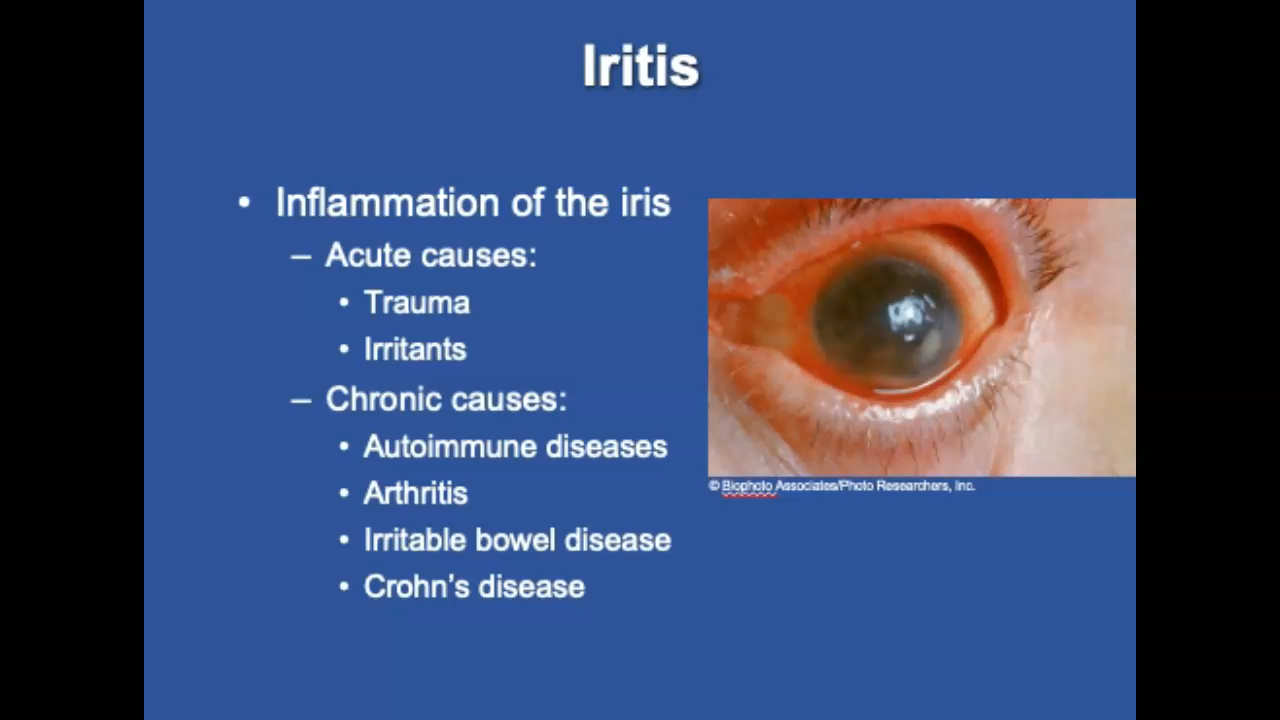 Iritis
• Inflammation of the iris
– Acute causes:
• Trauma
• Irritants
– Chronic causes:
• Autoimmune diseases
• Arthritis
• Irritable bowel disease
• Crohn’s disease
© Biophoto Associates/Photo Researchers, Inc.